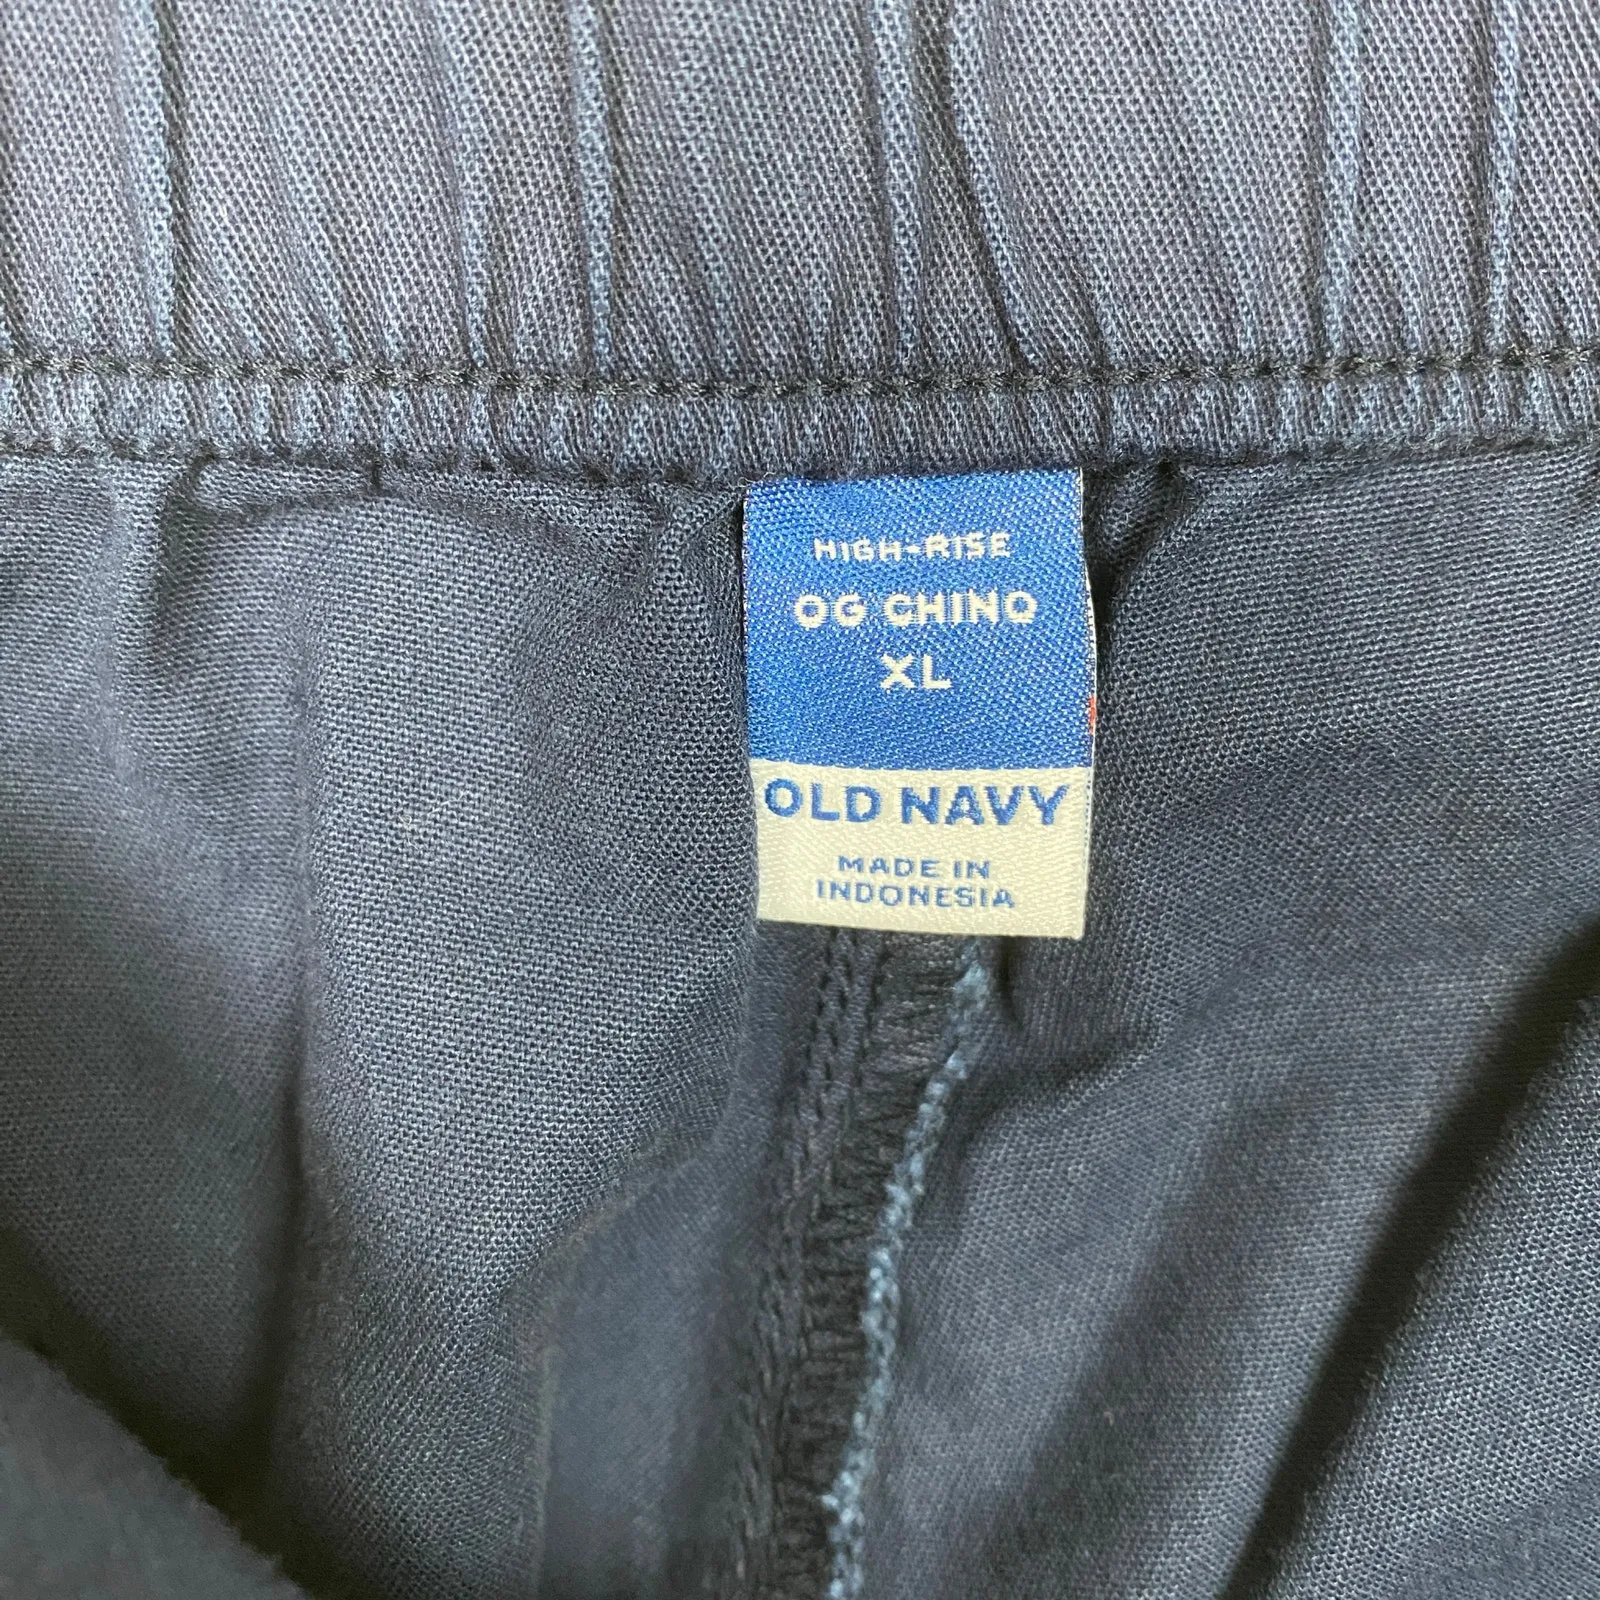 HIGH-RISE
OG CHINO
XL
OLD NAVY
MADE IN
INDONESIA